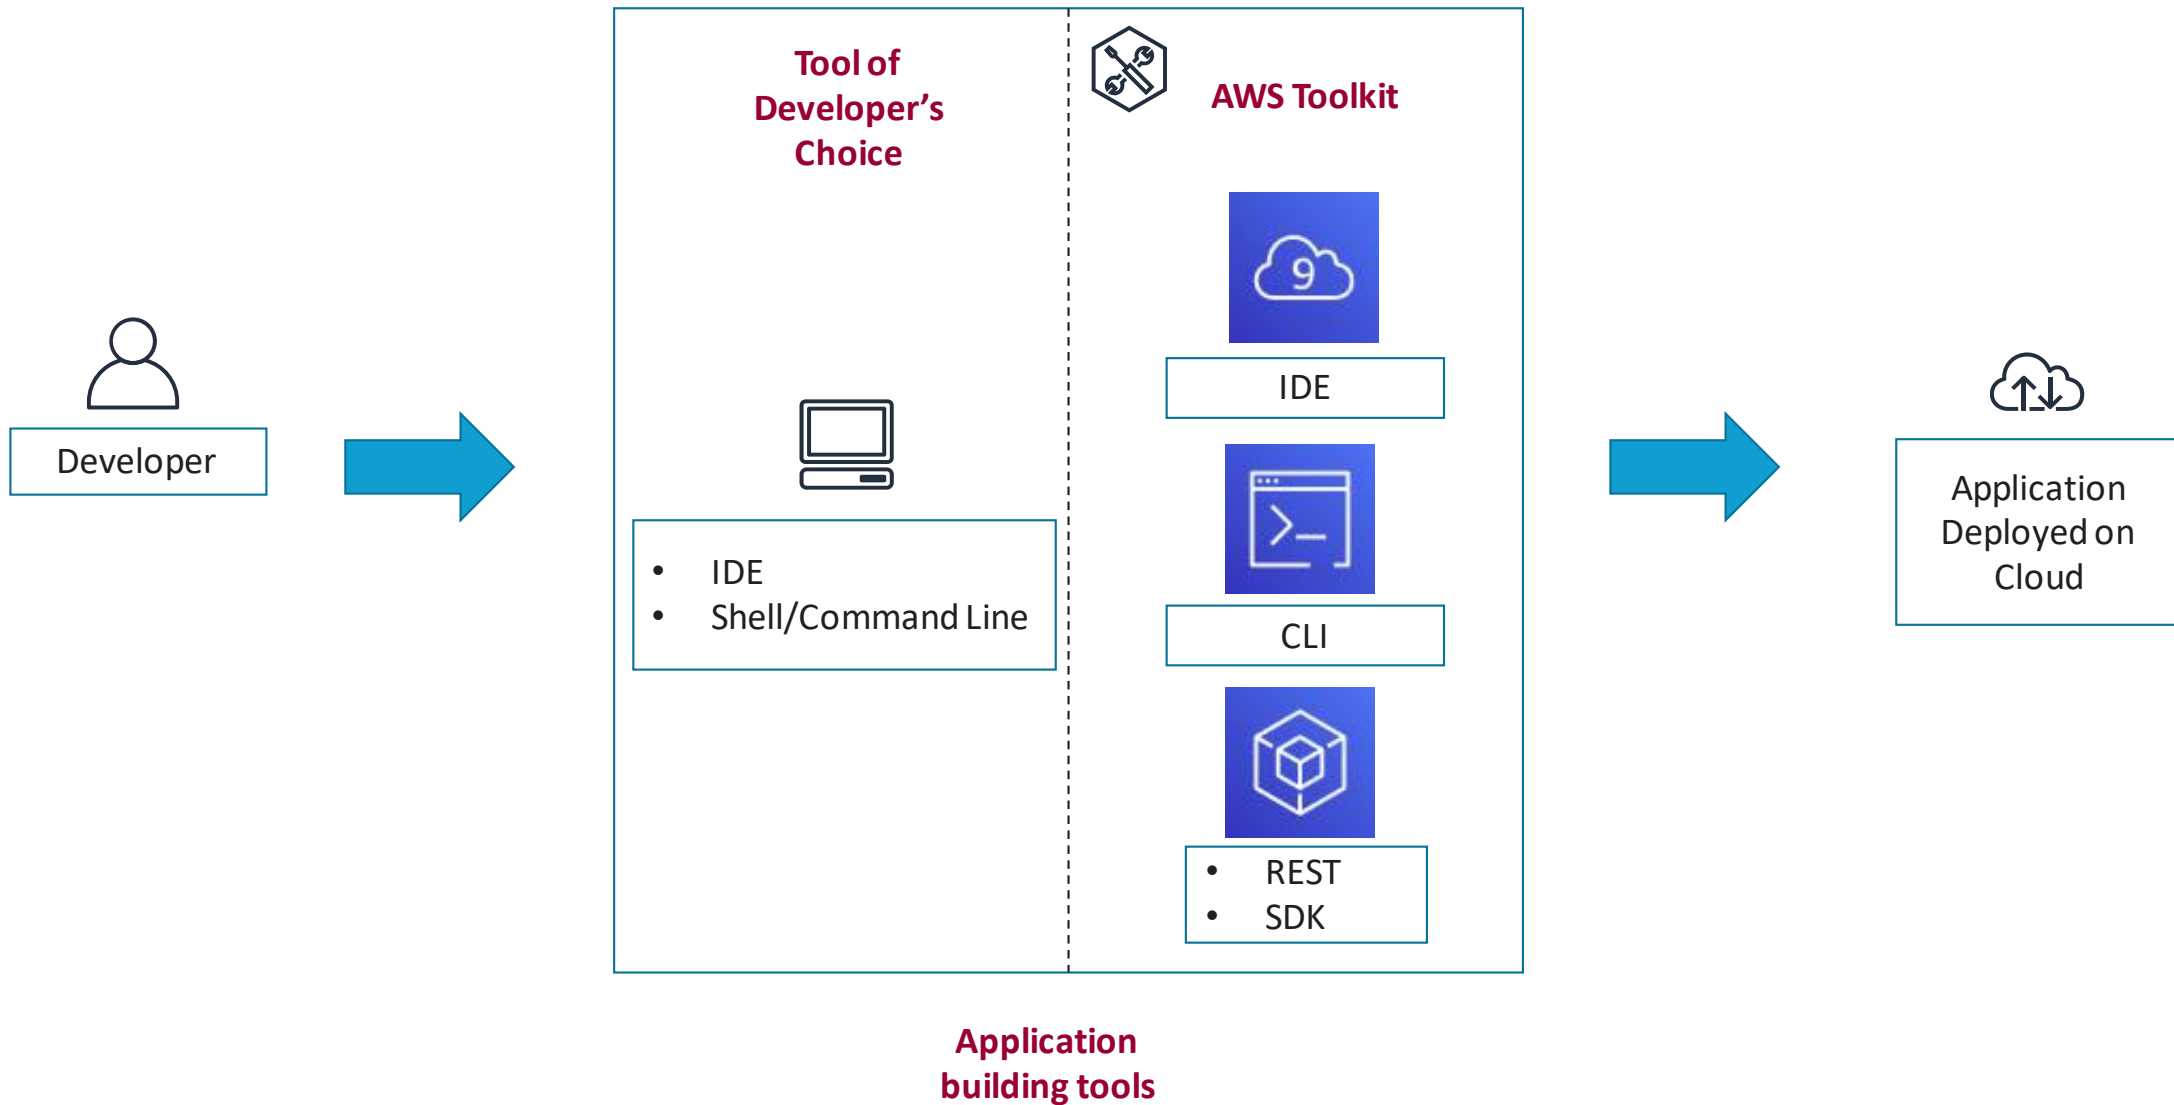 Tool of
Developer’s
Choice
AWS Toolkit
9
IDE
Developer
• IDE
• Shell/Command Line
>_
CLI
• REST
• SDK
Application
Deployed on
Cloud
Application
building tools